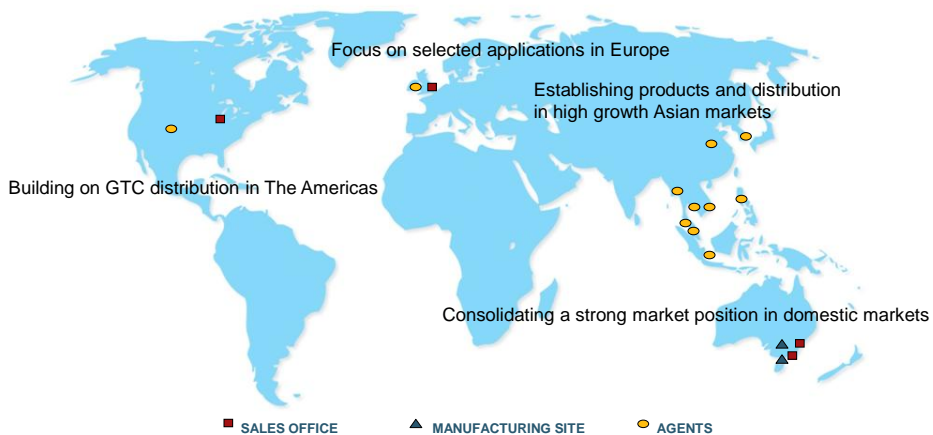 Focus on selected applications in Europe
Establishing products and distribution
in high growth Asian markets
Building on GTC distribution in The Americas
Consolidating a strong market position in domestic markets
SALES OFFICE
MANUFACTURING SITE
AGENTS